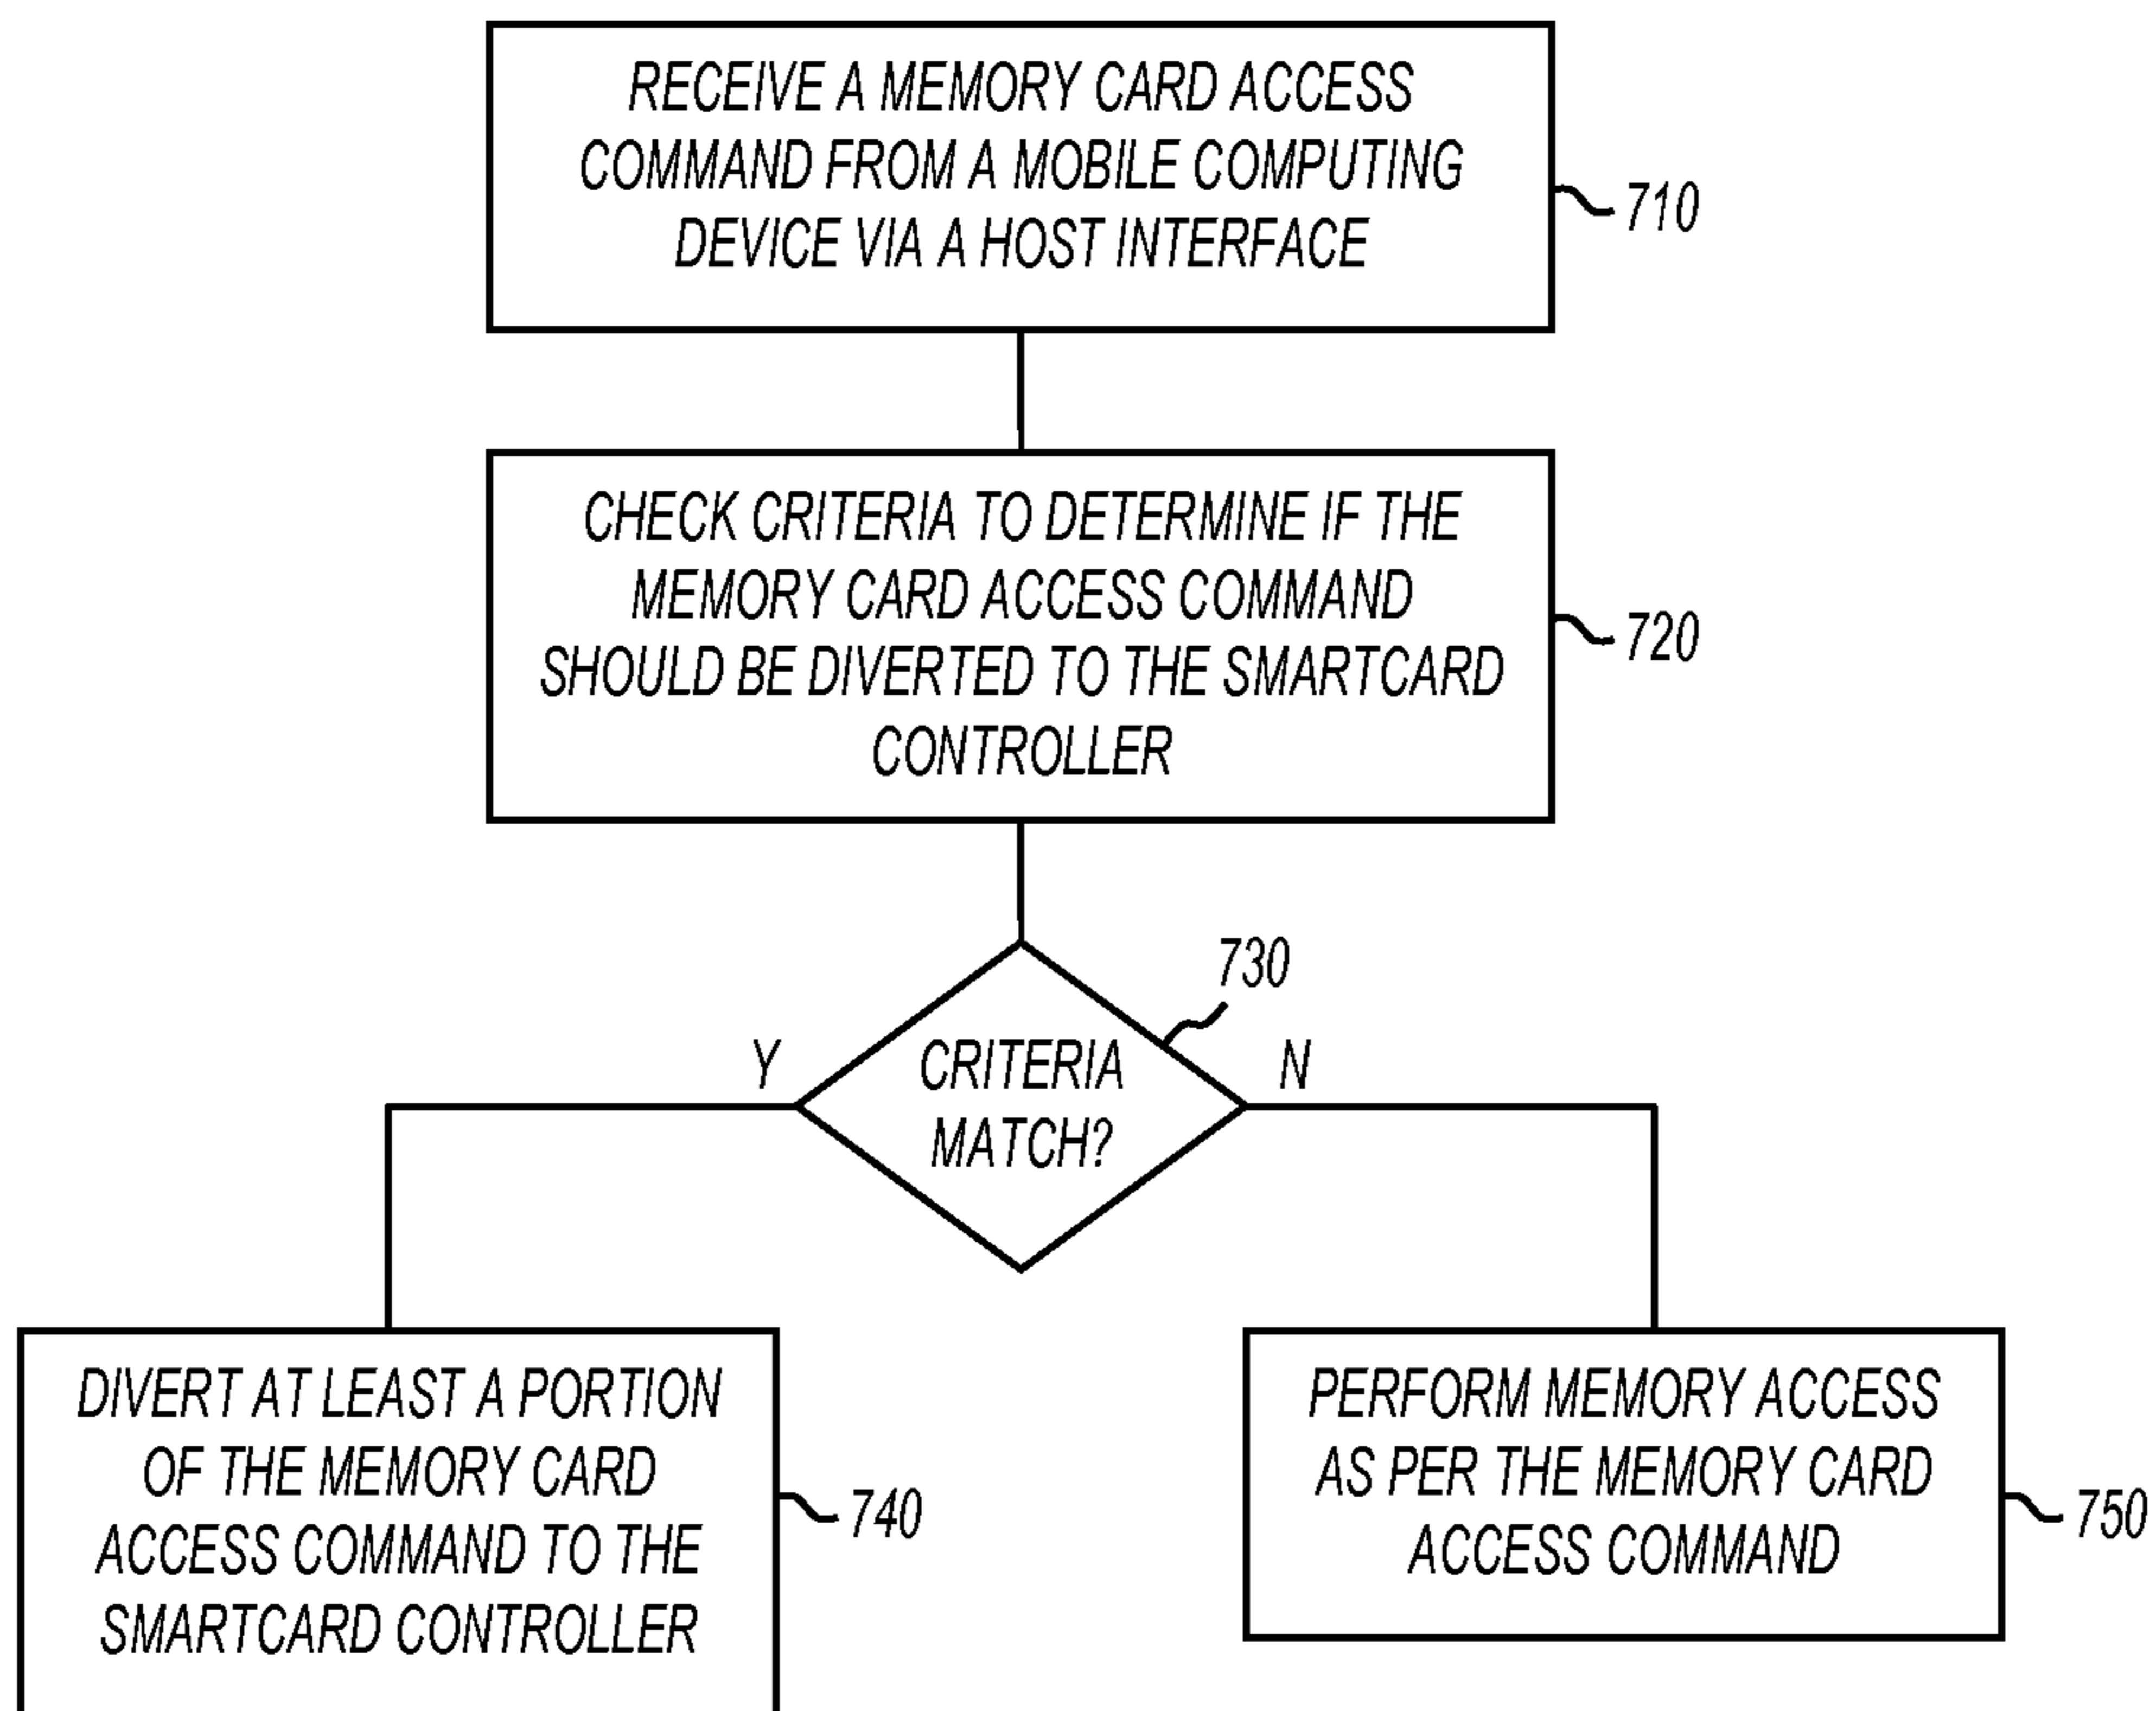 RECEIVE A MEMORY CARD ACCESS
COMMAND FROM A MOBILE COMPUTING
DEVICE VIA A HOST INTERFACE
710
CHECK CRITERIA TO DETERMINE IF THE
MEMORY CARD ACCESS COMMAND
SHOULD BE DIVERTED TO THE SMARTCARD
CONTROLLER
720
730
Y
CRITERIA
MATCH?
N
DIVERT AT LEAST A PORTION
OF THE MEMORY CARD
ACCESS COMMAND TO THE
SMARTCARD CONTROLLER
740
PERFORM MEMORY ACCESS
AS PER THE MEMORY CARD
ACCESS COMMAND
750